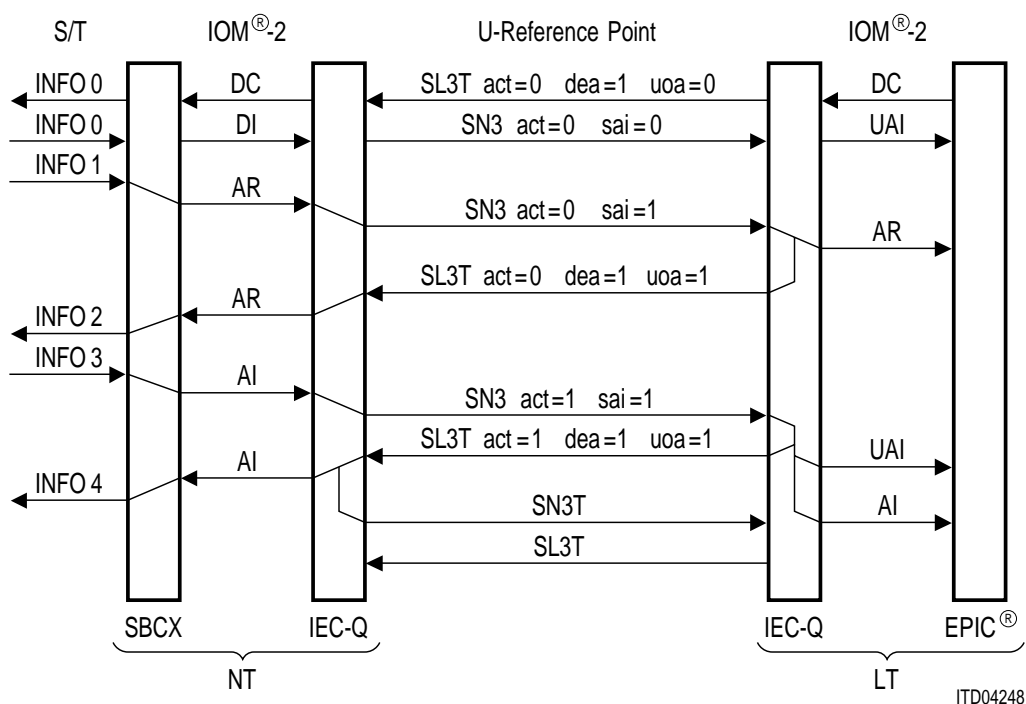 S/T IOM®-2 U-Reference Point IOM®-2
INFO 0 DC SL3T act=0 dea=1 uoa=0 DC
INFO 0 DI SN3 act=0 sai=0 UAI
INFO 1
AR
SN3 act=0 sai=1
AR
SL3T act=0 dea=1 uoa=1
AR
INFO 2
INFO 3
AI
SN3 act=1 sai=1
SL3T act=1 dea=1 uoa=1
UAI
AI
INFO 4
SN3T AI
SL3T
SBCX IEC-Q IEC-Q EPIC®
NT LT
ITD04248